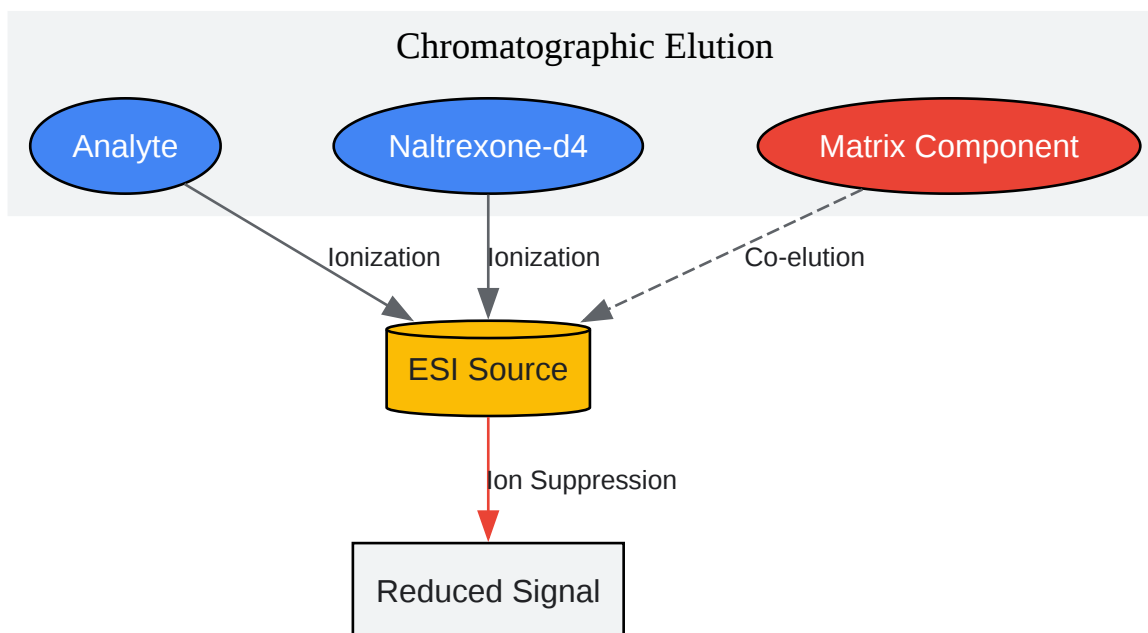 Chromatographic Elution
Analyte
Naltrexone-d4
Matrix Component
Ionization
Ionization
Co-elution
ESI Source
Ion Suppression
Reduced Signal